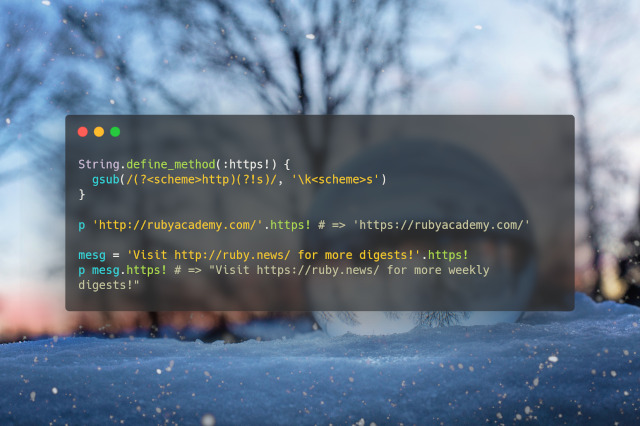 String.define_method(:https!) {
  gsub(/(?<scheme>http)(?!s)/, '\k<scheme>s')
}
p 'http://rubyacademy.com/'.https! # => 'https://rubyacademy.com/'
mesg = 'Visit http://ruby.news/ for more digests!'.https!
p mesg.https! # => "Visit https://ruby.news/ for more weekly
digests!"